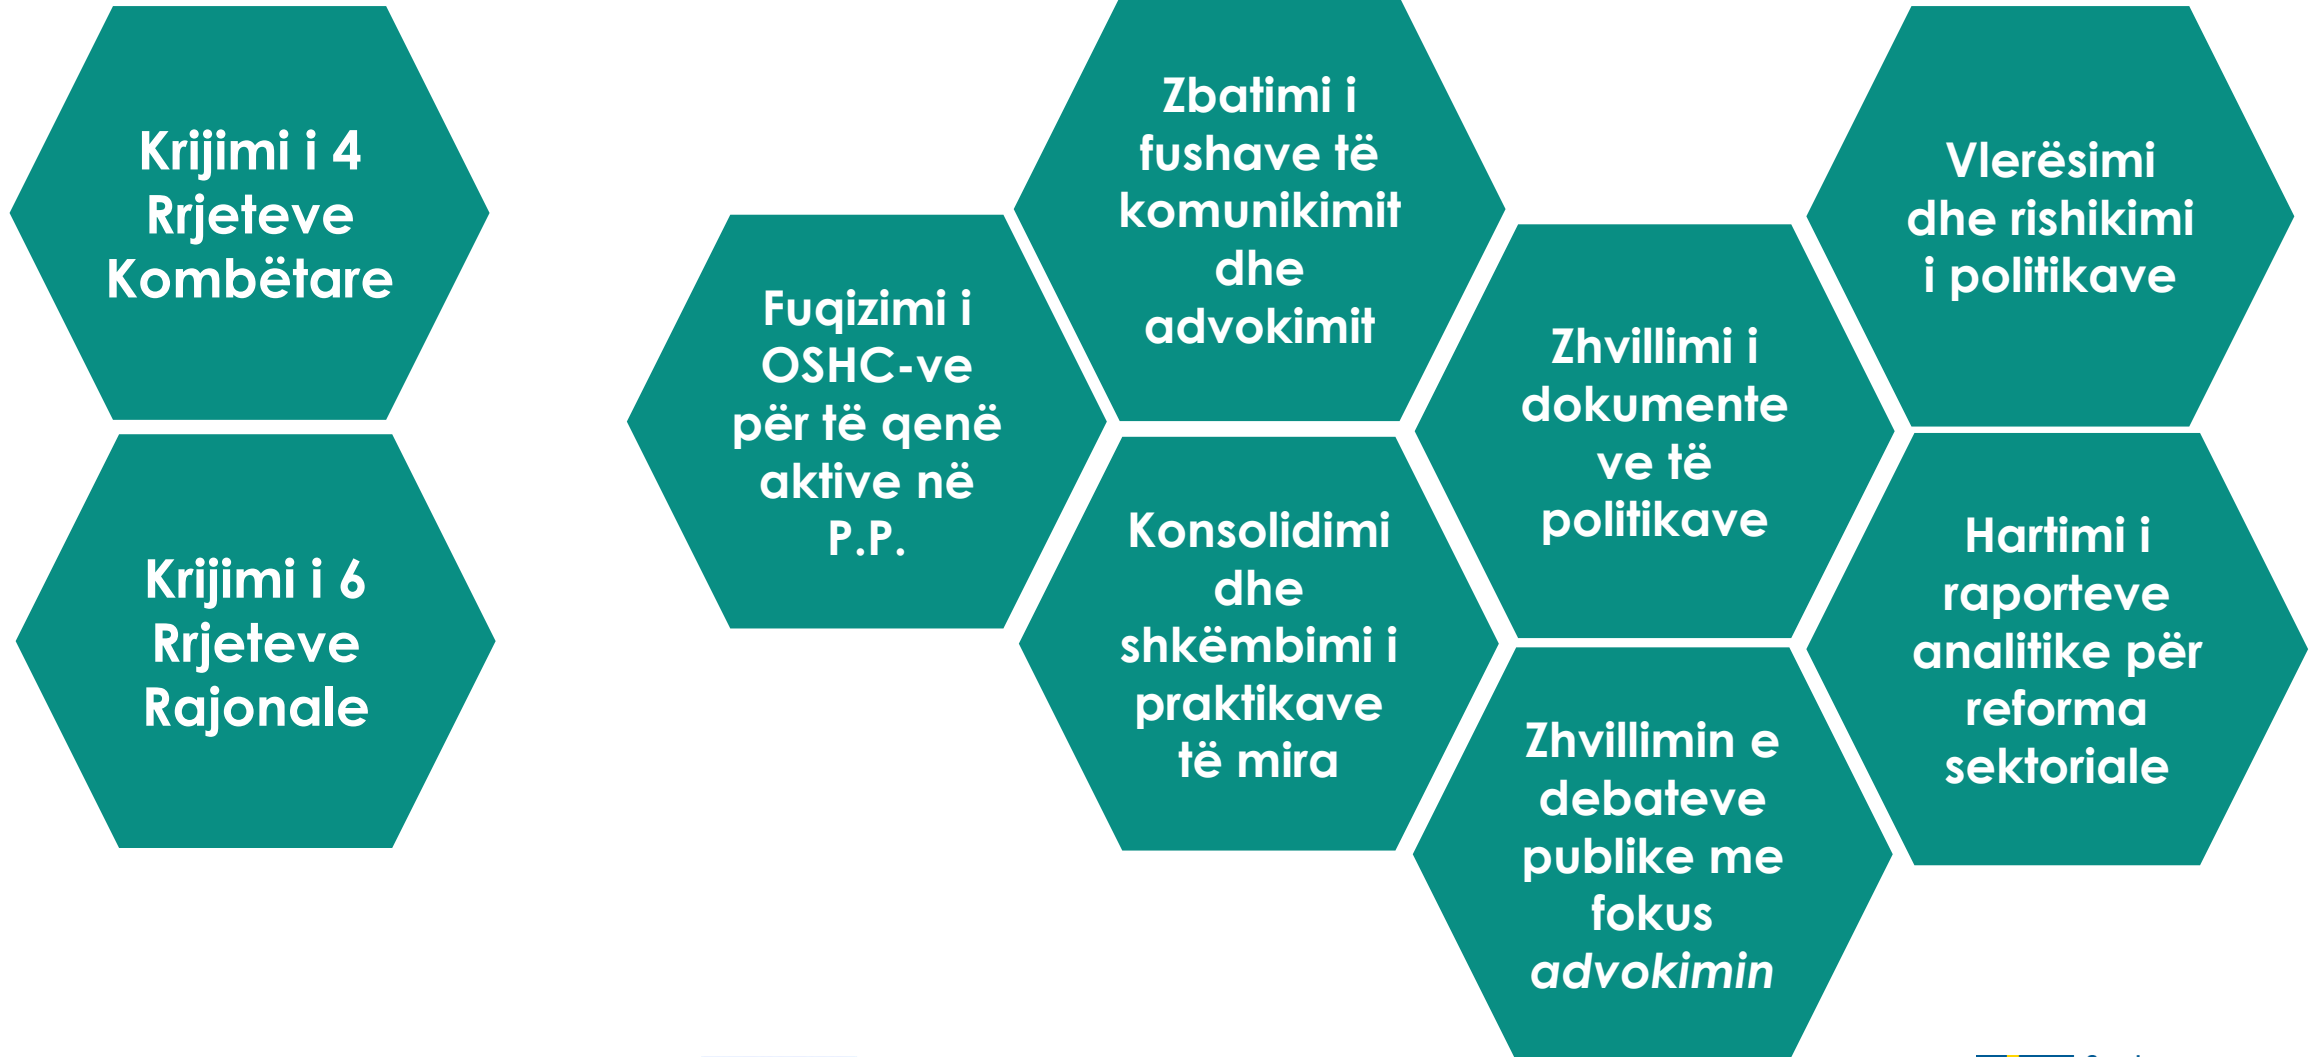 Krijimi i 4
Rrjeteve
Kombëtare
Krijimi i 6
Rrjeteve
Rajonale
Fuqizimi i
OSHC-ve
për të qenë
aktive në
P.P.
Zbatimi i
fushave të
komunikimit
dhe
advokimit
Konsolidimi
dhe
shkëmbimi i
praktikave
të mira
Zhvillimi i
dokumente
ve të
politikave
Zhvillimin e
debateve
publike me
fokus
advokimin
Vlerësimi
dhe rishikimi
i politikave
Hartimi i
raporteve
analitike për
reforma
sektoriale